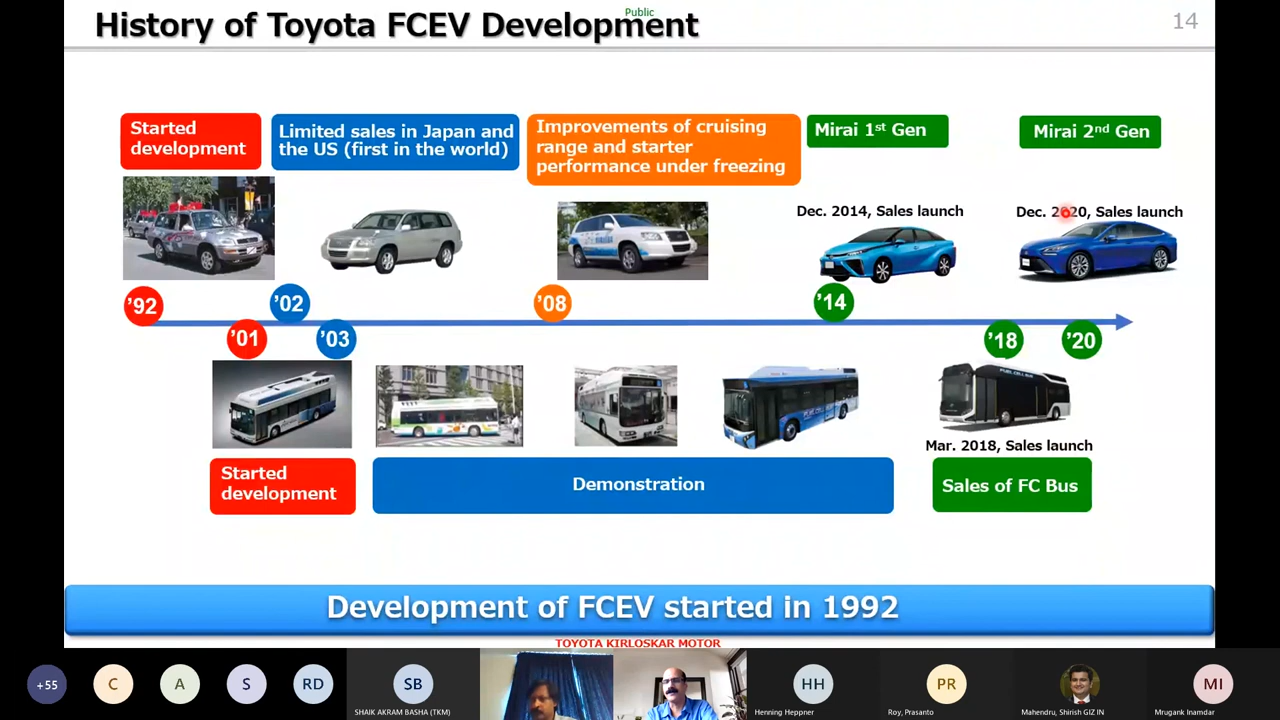 Public
History of Toyota FCEV Development
14
Started
development
Limited sales in Japan and
the US (first in the world)
Improvements of cruising
range and starter
performance under freezing
Mirai 1st Gen
Mirai 2nd Gen
Dec. 2014, Sales launch
Dec. 2020, Sales launch
’92
’02
’08
’14
’01
’03
’18
’20
FUEL CELL BUS
Mar. 2018, Sales launch
Started
development
Demonstration
Sales of FC Bus
Development of FCEV started in 1992
TOYOTA KIRLOSKAR MOTOR
+55
C
A
S
RD
SB
HH
PR
MI
SHAIK AKRAM BASHA (TKM)
Henning Heppner
Roy, Prasanto
Mahendru, Shirish GIZ IN
Mrugank Inamdar